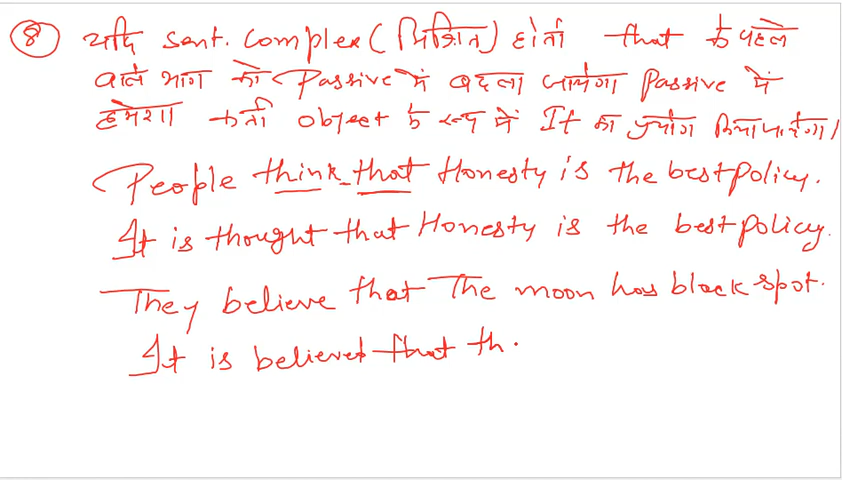 8 यदि sent. complex (मिश्रित) हो तो that के पहले
वाले भाग को Passive में बदला जायेगा Passive में
हमेशा कर्ता object के रूप में It का प्रयोग किया जायेगा।
People think that Honesty is the best policy.
It is thought that Honesty is the best policy.
They believe that The moon has black spot.
It is believed that th.